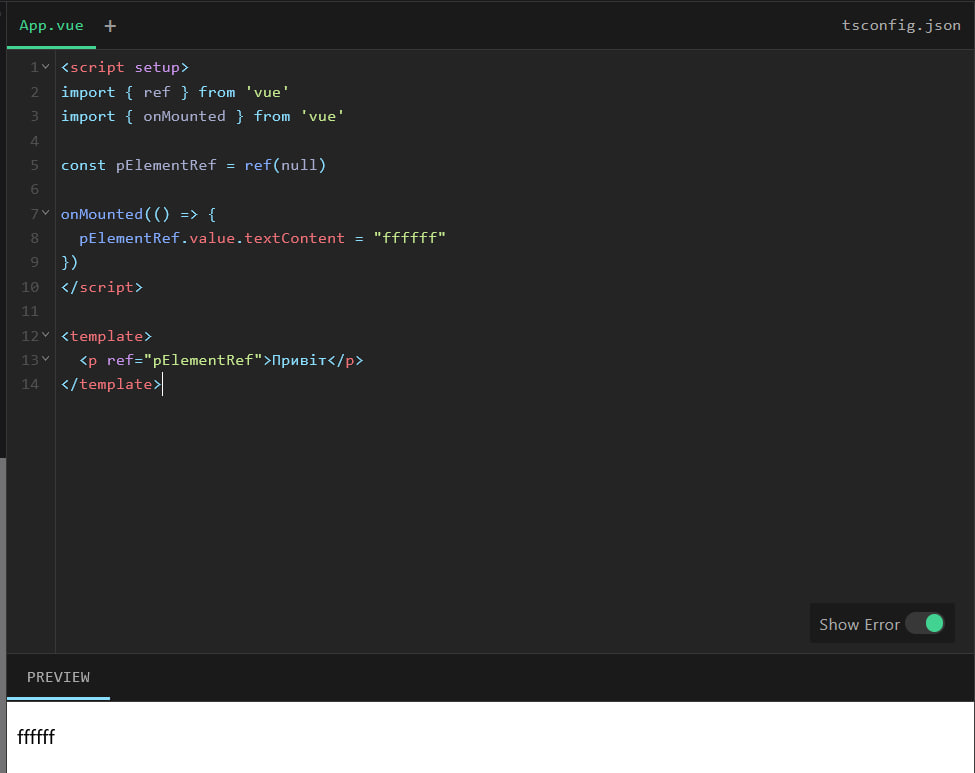 App.vue +
tsconfig.json
1 <script setup>
2 import { ref } from 'vue'
3 import { onMounted } from 'vue'
4
5 const pElementRef = ref(null)
6
7 onMounted(() => {
8   pElementRef.value.textContent = "ffffff"
9 })
10 </script>
11
12 <template>
13   <p ref="pElementRef">Привіт</p>
14 </template>
Show Error
PREVIEW
ffffff